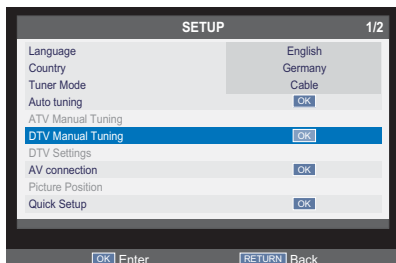 SETUP 1/2
Language English
Country Germany
Tuner Mode Cable
Auto tuning OK
ATV Manual Tuning
DTV Manual Tuning OK
DTV Settings
AV connection OK
Picture Position
Quick Setup OK
OK Enter RETURN Back